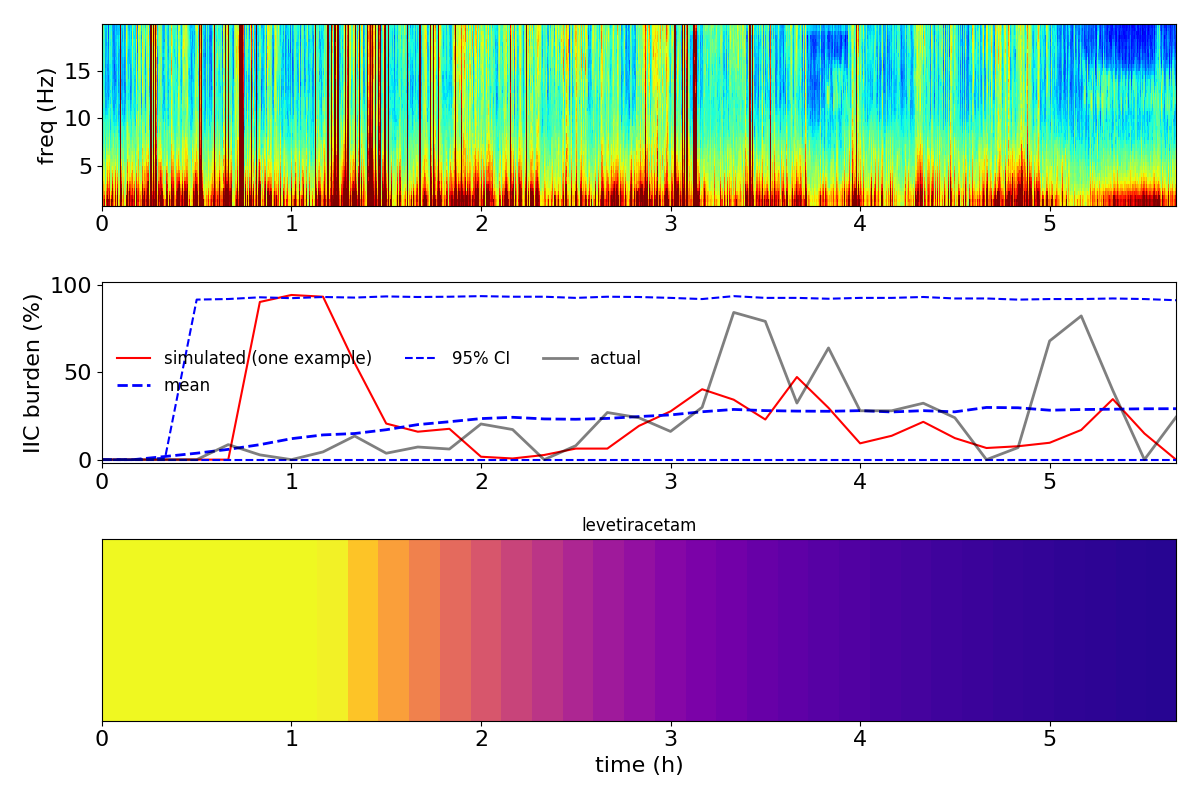 freq (Hz)
15
10
5
0 1 2 3 4 5
IIC burden (%)
100
50
0
simulated (one example)
mean
95% CI
actual
0 1 2 3 4 5
levetiracetam
0 1 2 3 4 5
time (h)